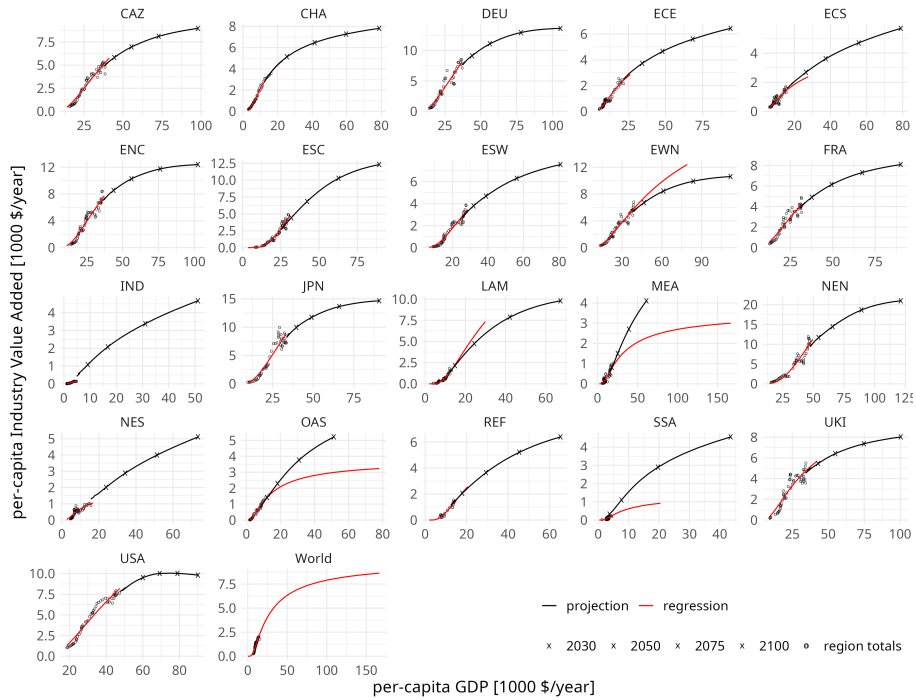 CAZ CHA DEU ECE ECS
7.5 5.0 2.5 0.0
25 50 75 100
8 6 4 2 0
0 20 40 60 80
10 5 0
25 50 75 100
6 4 2 0
25 50 75
6 4 2 0
20 40 60 80
ENC ESC ESW EWN FRA
12 8 4 0
25 50 75 100
12.5 10.0 7.5 5.0 2.5 0.0
0 25 50 75
8 6 4 2 0
20 40 60 80
12 8 4 0
30 60 90
8 6 4 2 0
25 50 75
IND JPN LAM MEA NEN
4 3 2 1 0
0 10 20 30 40 50
15 10 5 0
25 50 75
10.0 7.5 5.0 2.5 0.0
0 20 40 60
4 3 2 1 0
0 50 100 150
20 15 10 5 0
25 50 75 100 125
NES OAS REF SSA UKI
5 4 3 2 1 0
0 20 40 60
5 4 3 2 1 0
0 20 40 60 80
6 4 2 0
0 20 40 60
4 3 2 1 0
0 10 20 30 40
8 6 4 2 0
25 50 75 100
USA World
10.0 7.5 5.0 2.5 0.0
20 40 60 80
7.5 5.0 2.5 0.0
0 50 100 150
per-capita Industry Value Added [1000 $/year]
per-capita GDP [1000 $/year]
projection regression
2030 2050 2075 2100 region totals